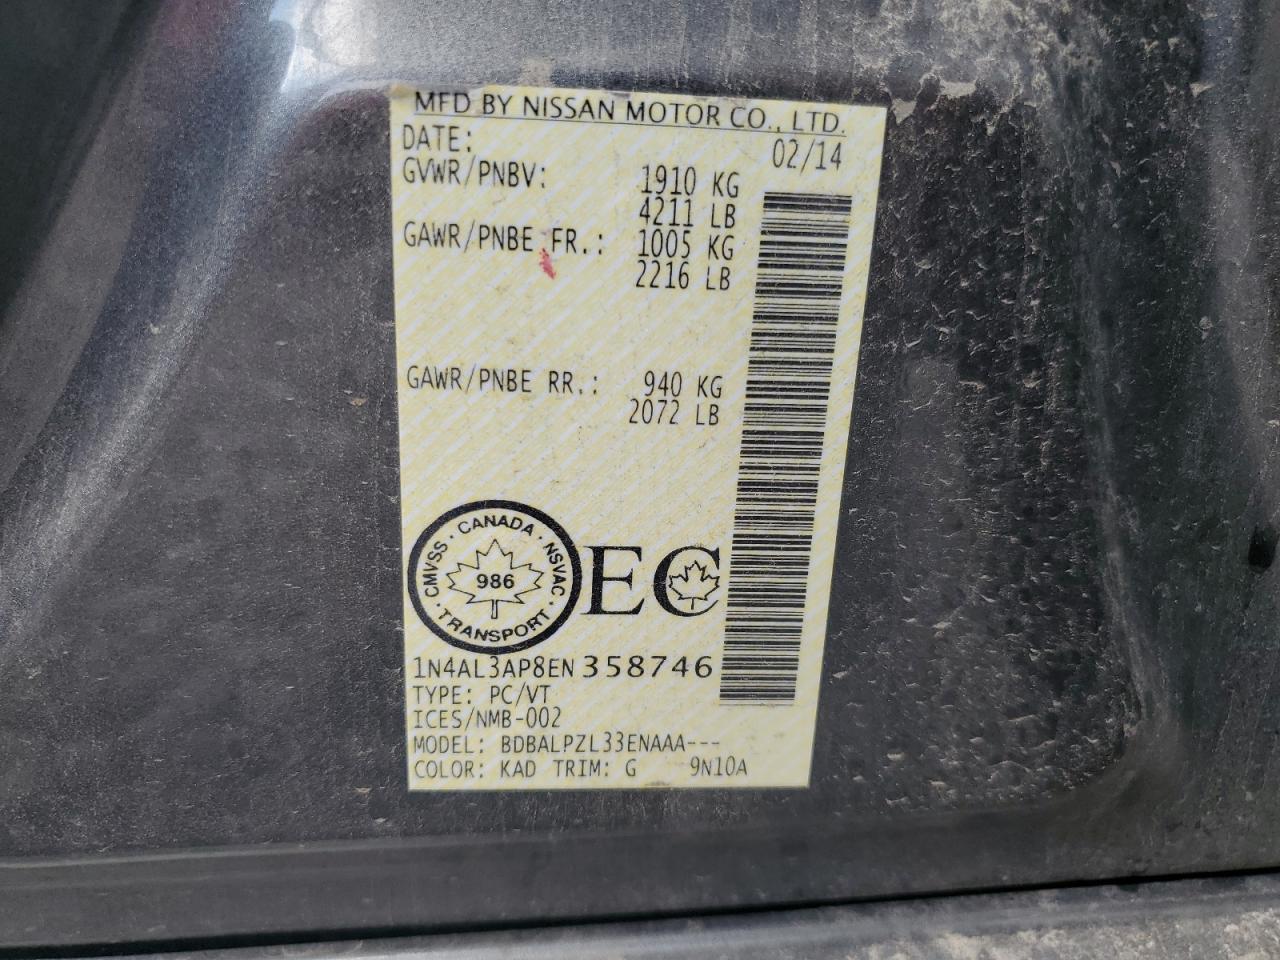 MFD BY NISSAN MOTOR CO., LTD.
DATE: 02/14
GVWR/PNBV: 1910 KG
4211 LB
GAWR/PNBE FR.: 1005 KG
2216 LB
GAWR/PNBE RR.: 940 KG
2072 LB
CMVSS · CANADA · NSVAC · TRANSPORT ·
986
EC
1N4AL3AP8EN358746
TYPE: PC/VT
ICES/NMB-002
MODEL: BDBALPZL33ENAAA---
COLOR: KAD TRIM: G 9N10A